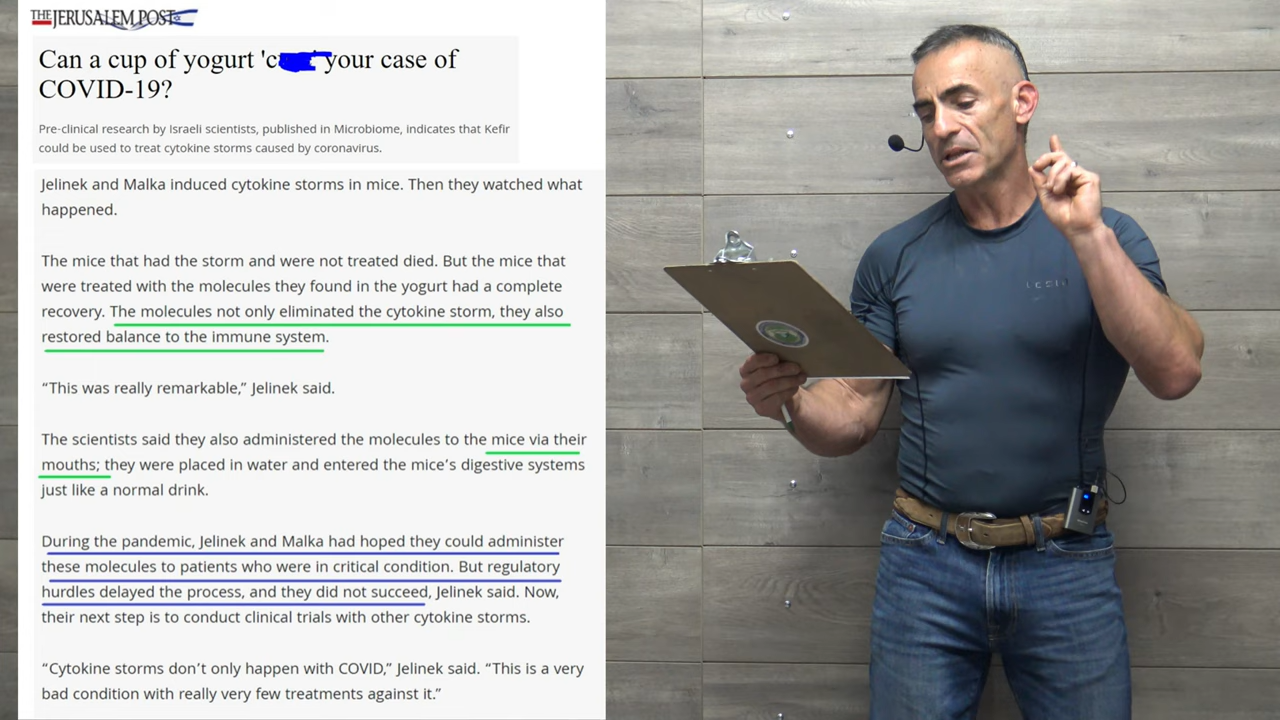 THE JERUSALEM POST
Can a cup of yogurt ' your case of
COVID-19?
Pre-clinical research by Israeli scientists, published in Microbiome, indicates that Kefir
could be used to treat cytokine storms caused by coronavirus.
Jelinek and Malka induced cytokine storms in mice. Then they watched what
happened.
The mice that had the storm and were not treated died. But the mice that
were treated with the molecules they found in the yogurt had a complete
recovery. The molecules not only eliminated the cytokine storm, they also
restored balance to the immune system.
“This was really remarkable,” Jelinek said.
The scientists said they also administered the molecules to the mice via their
mouths; they were placed in water and entered the mice’s digestive systems
just like a normal drink.
During the pandemic, Jelinek and Malka had hoped they could administer
these molecules to patients who were in critical condition. But regulatory
hurdles delayed the process, and they did not succeed, Jelinek said. Now,
their next step is to conduct clinical trials with other cytokine storms.
“Cytokine storms don’t only happen with COVID,” Jelinek said. “This is a very
bad condition with really very few treatments against it.”